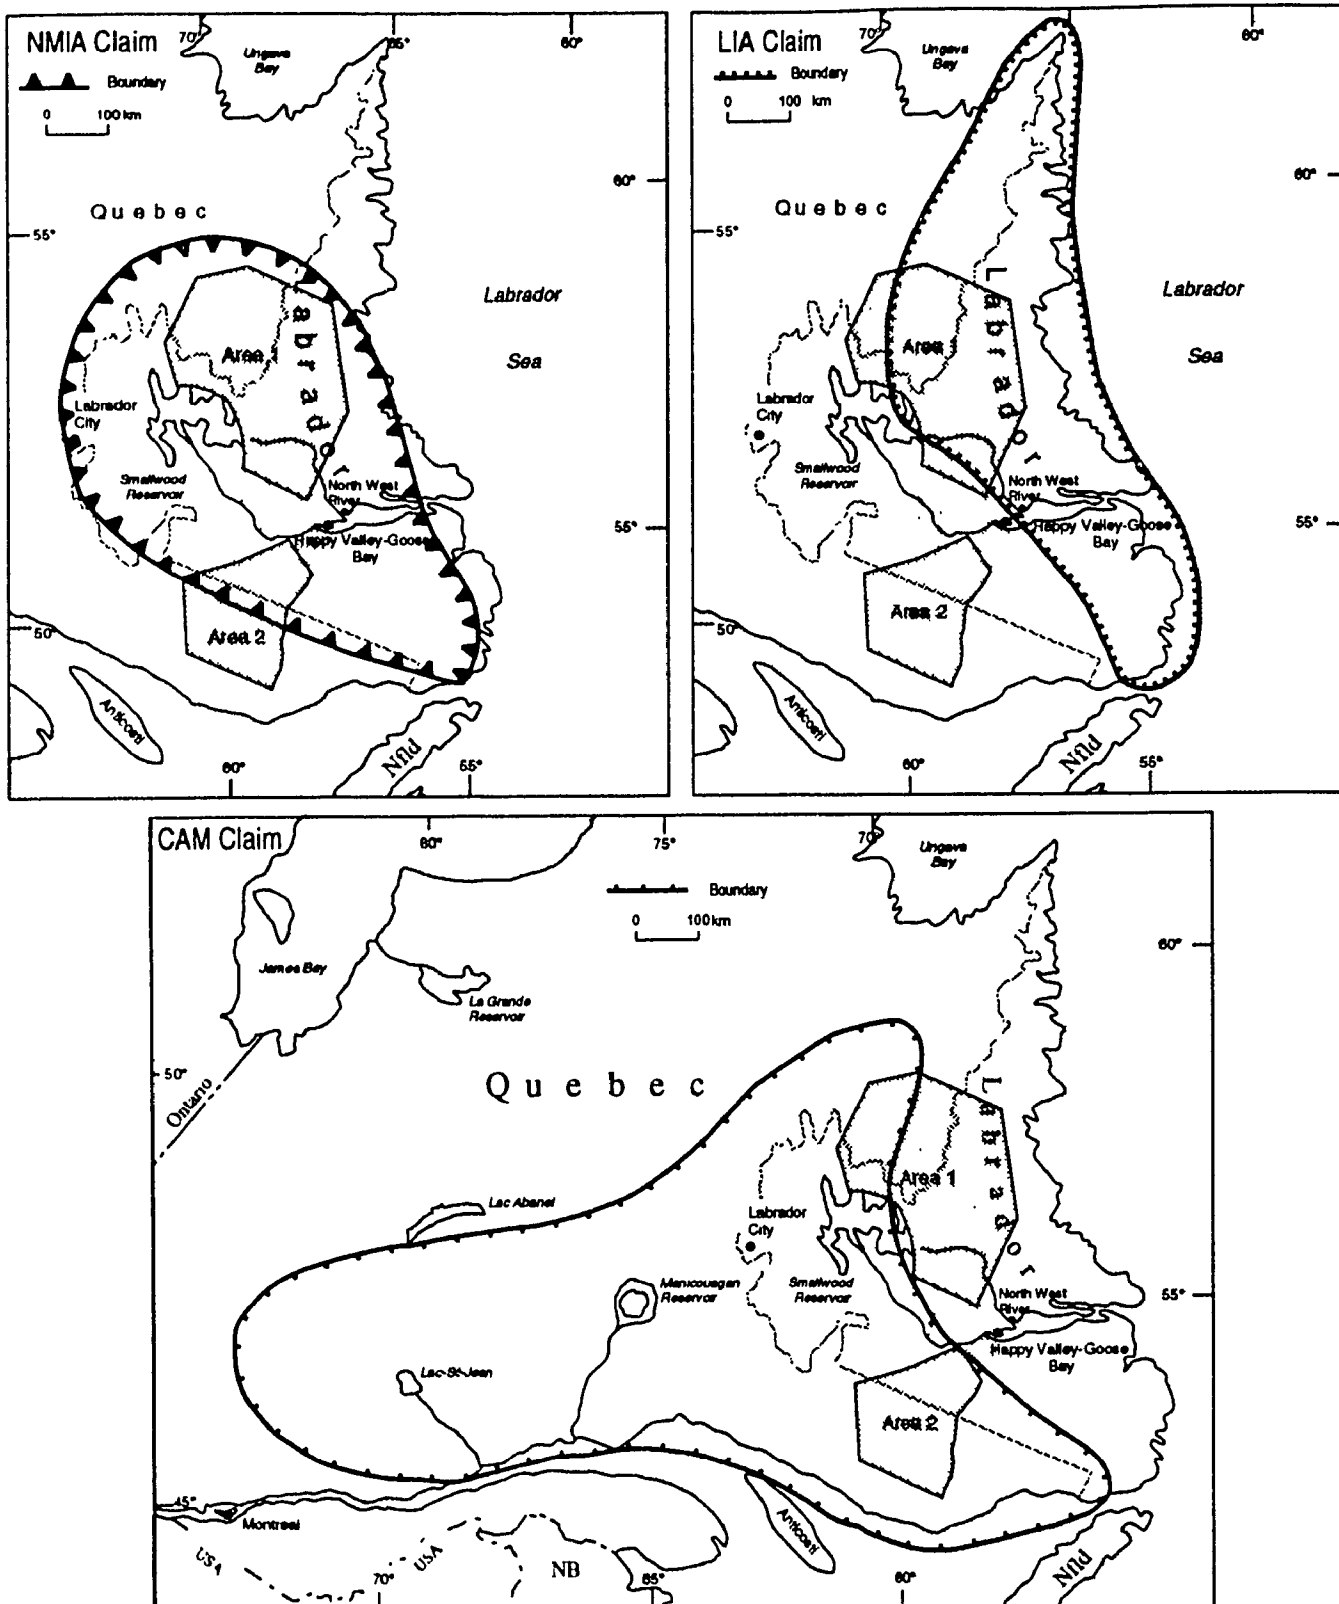 NMIA Claim
70°
65°
60°
Ungava
Bay
Boundary
0 100 km
60°
Quebec
55°
Labrador
Sea
Labrador
Area 1
Labrador
City
Smallwood
Reservoir
North West
River
55°
Happy Valley-Goose
Bay
50°
Area 2
Anticosti
Nfld
60°
55°
LIA Claim
70°
60°
Ungava
Bay
Boundary
0 100 km
60°
Quebec
55°
Labrador
Sea
Labrador
Area 1
Labrador
City
Smallwood
Reservoir
North West
River
55°
Happy Valley-Goose
Bay
50°
Area 2
Anticosti
Nfld
60°
55°
CAM Claim
80°
75°
70°
Ungava
Bay
Boundary
0 100 km
60°
James Bay
La Grande
Reservoir
50°
Quebec
Ontario
Labrador
Area 1
Lac Abanel
Labrador
City
Manicouagan
Reservoir
Smallwood
Reservoir
North West
River
55°
Happy Valley-Goose
Bay
Lac-St-Jean
Area 2
45°
Montreal
Anticosti
USA
USA
NB
Nfld
70°
65°
60°